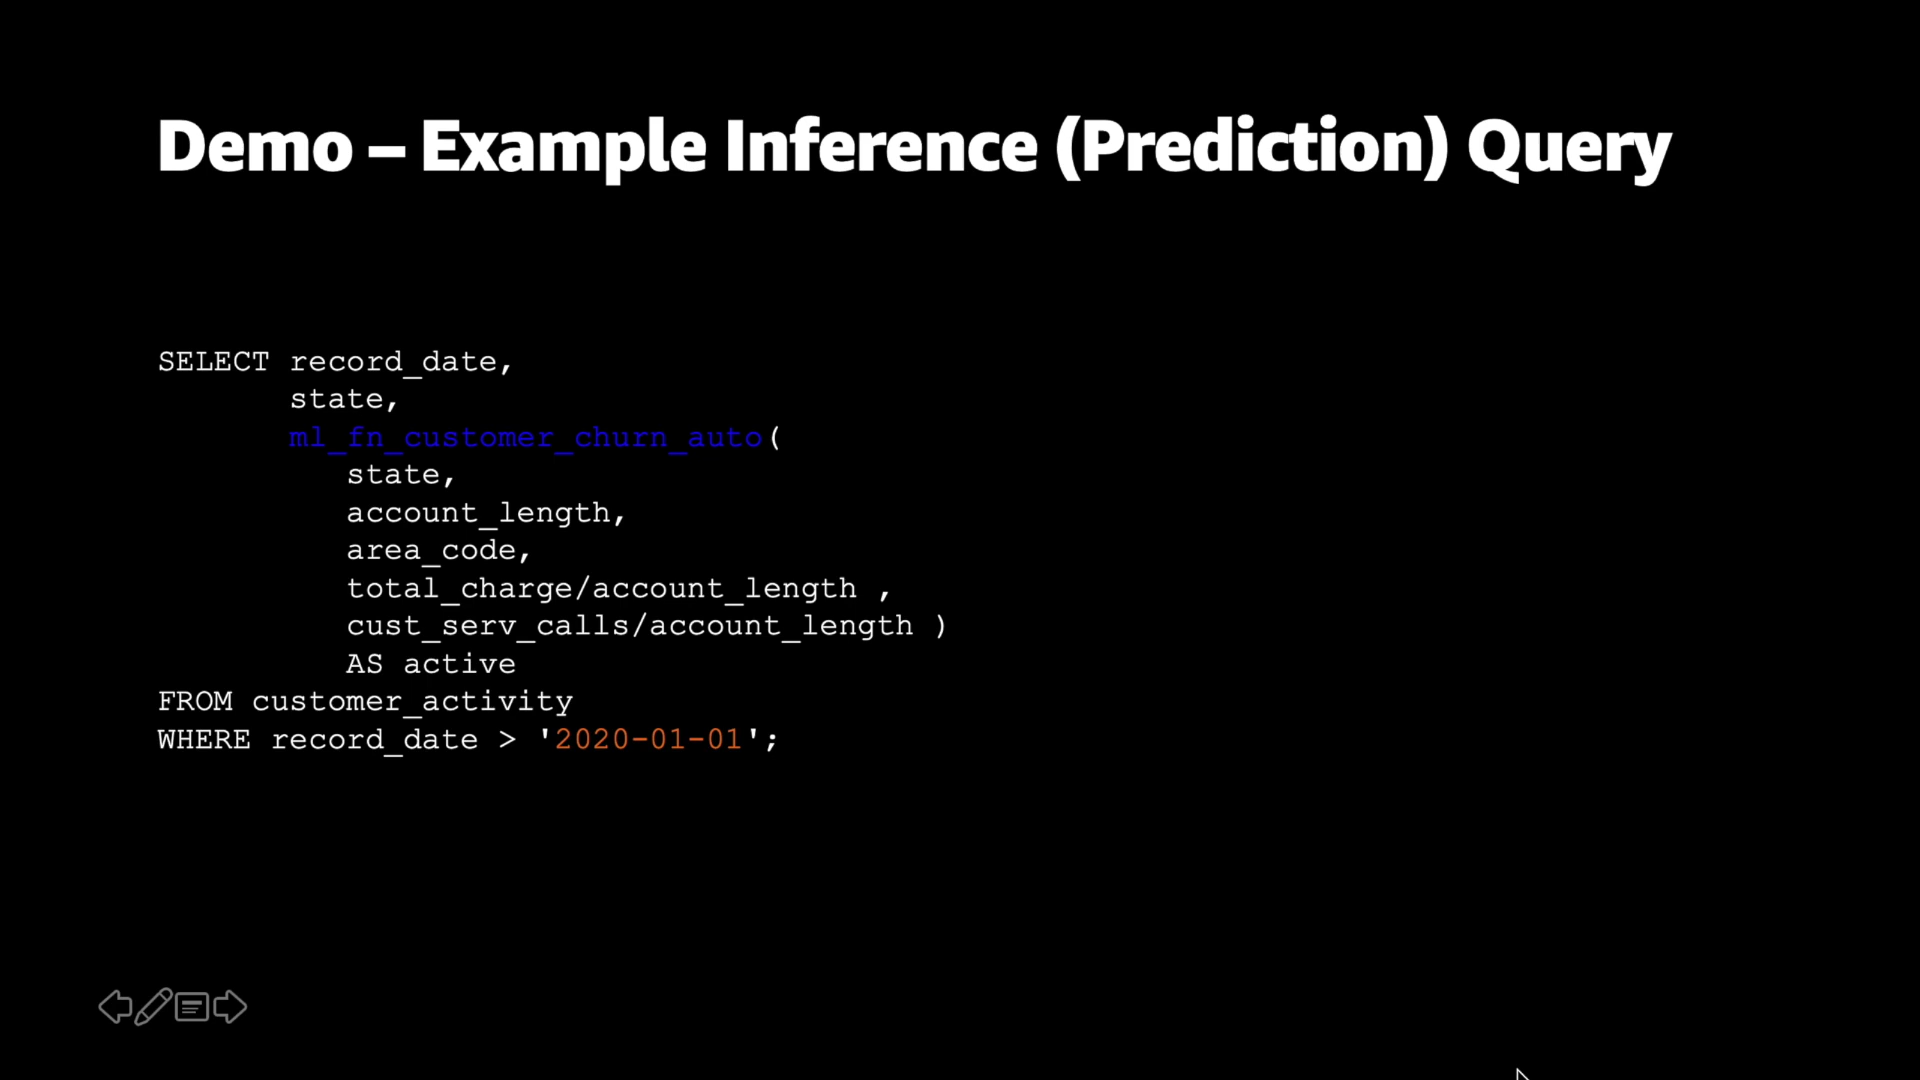 Demo – Example Inference (Prediction) Query
SELECT record_date,
state,
ml_fn_customer_churn_auto(
state,
account_length,
area_code,
total_charge/account_length ,
cust_serv_calls/account_length )
AS active
FROM customer_activity
WHERE record_date > '2020-01-01';